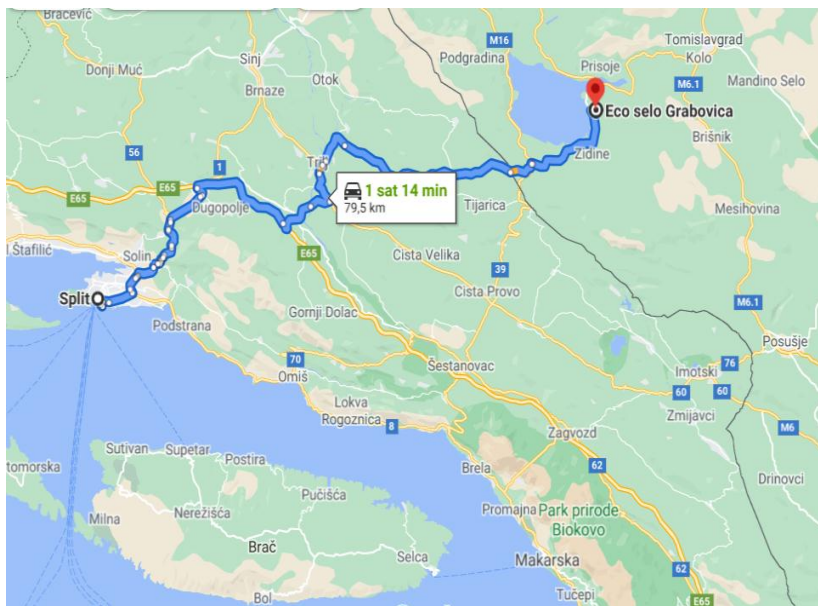 Bračević
Donji Muć
Sinj
Brnaze
Otok
M16
Podgradina
Prisoje
Tomislavgrad
Kolo
M6.1
Mandino Selo
Eco selo Grabovica
Brišnik
Zidine
56
1
E65
E65
Dugopolje
Trilj
1 sat 14 min
79,5 km
Tijarica
Mesihovina
l Štafilić
Solin
E65
Cista Velika
39
Cista Provo
M6.1
Split
Podstrana
Gornji Dolac
Posušje
70
Omiš
Šestanovac
Imotski
76
60
60
Zmijavci
M6
Lokva
Rogoznica
8
Zagvozd
62
Drinovci
Sutivan
Supetar
Postira
tomorska
Brela
Pučišća
Promajna
Park prirode
Biokovo
Milna
Nerežišća
Brač
Selca
Makarska
62
Bol
Tučepi
E65